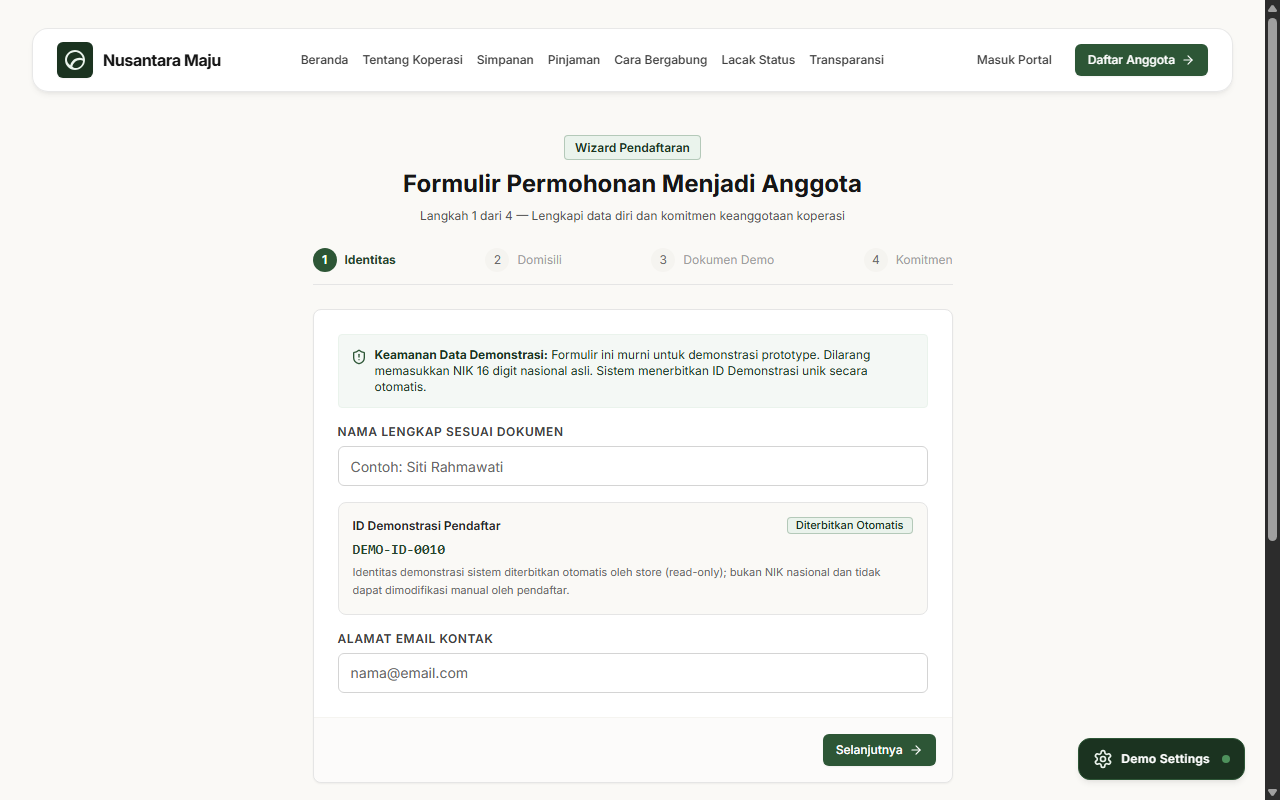 Nusantara Maju
Beranda Tentang Koperasi Simpanan Pinjaman Cara Bergabung Lacak Status Transparansi
Masuk Portal
Daftar Anggota
Wizard Pendaftaran
Formulir Permohonan Menjadi Anggota
Langkah 1 dari 4 — Lengkapi data diri dan komitmen keanggotaan koperasi
1 Identitas 2 Domisili 3 Dokumen Demo 4 Komitmen
Keamanan Data Demonstrasi: Formulir ini murni untuk demonstrasi prototype. Dilarang
memasukkan NIK 16 digit nasional asli. Sistem menerbitkan ID Demonstrasi unik secara
otomatis.
NAMA LENGKAP SESUAI DOKUMEN
Contoh: Siti Rahmawati
ID Demonstrasi Pendaftar
Diterbitkan Otomatis
DEMO-ID-0010
Identitas demonstrasi sistem diterbitkan otomatis oleh store (read-only); bukan NIK nasional dan tidak
dapat dimodifikasi manual oleh pendaftar.
ALAMAT EMAIL KONTAK
nama@email.com
Selanjutnya
Demo Settings